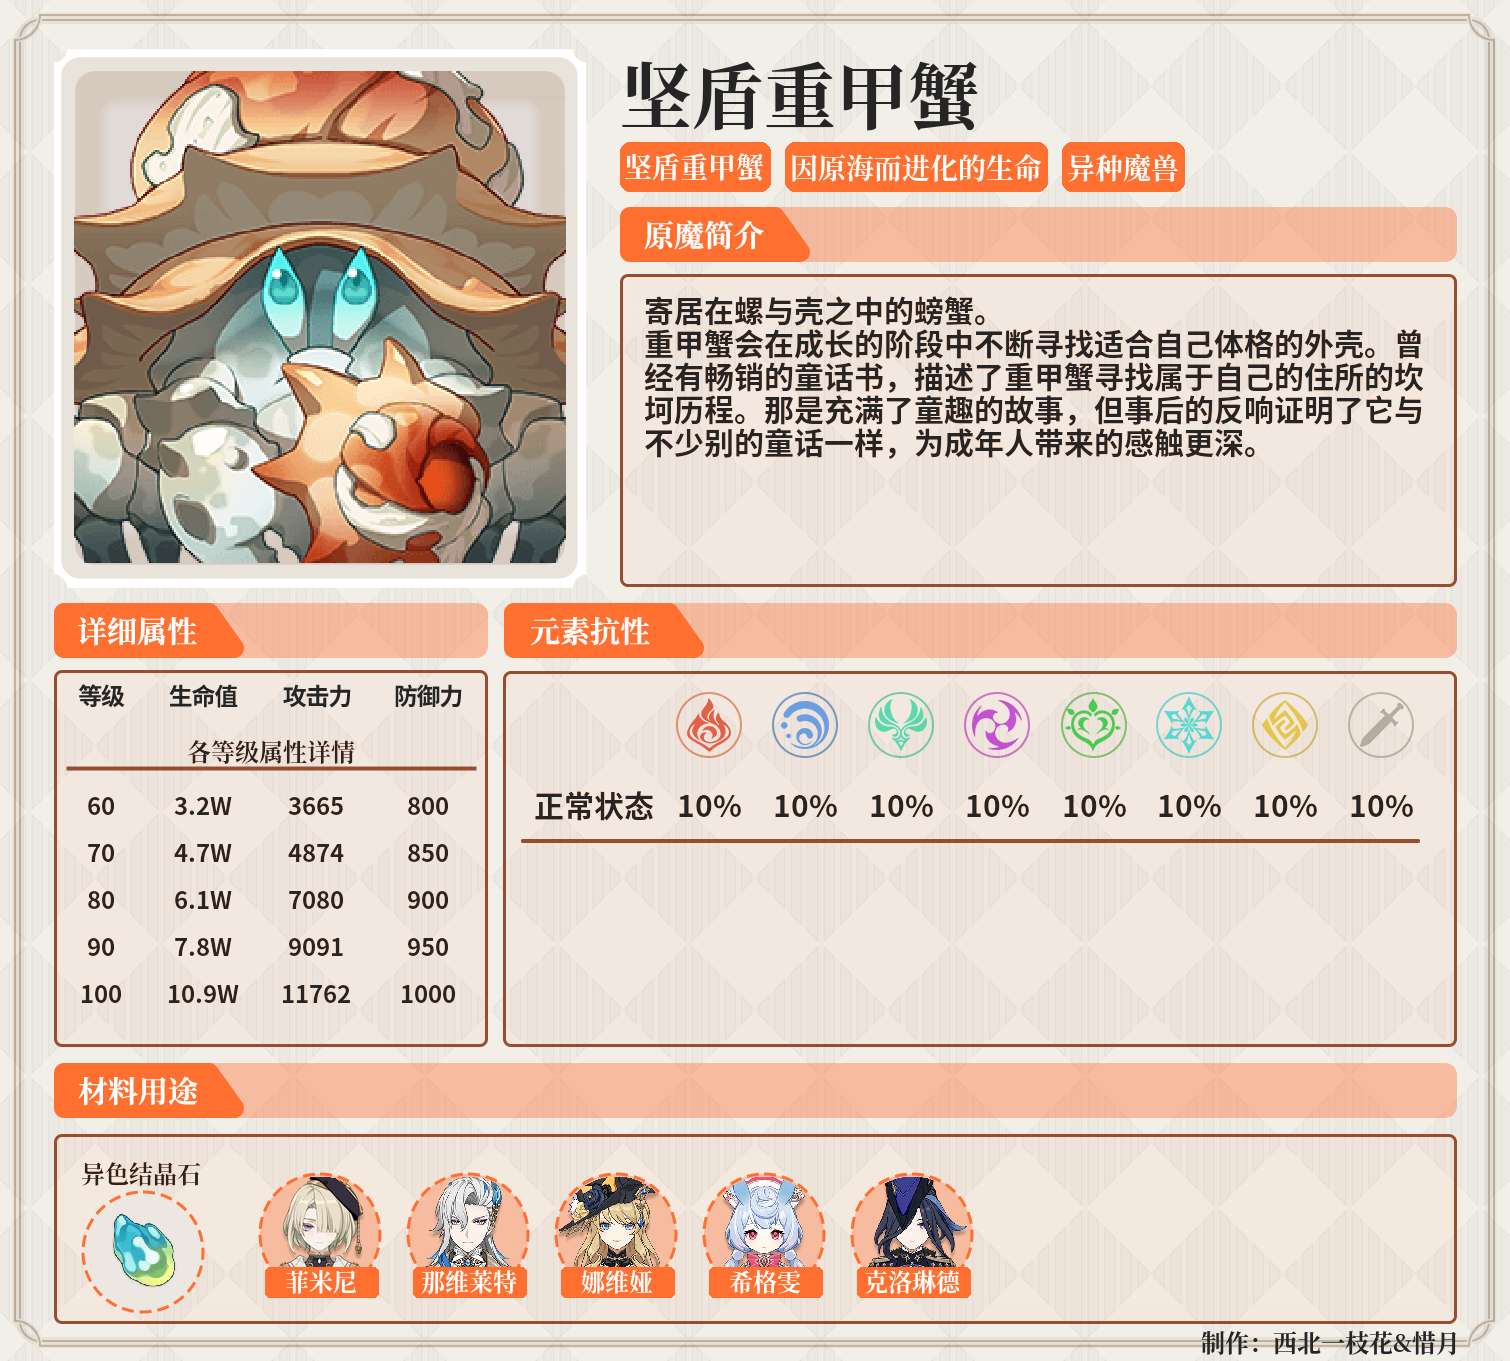 坚盾重甲蟹
坚盾重甲蟹 因原海而进化的生命 异种魔兽
原魔简介
寄居在螺与壳之中的螃蟹。
重甲蟹会在成长的阶段中不断寻找适合自己体格的外壳。曾
经有畅销的童话书，描述了重甲蟹寻找属于自己的住所的坎
坷历程。那是充满了童趣的故事，但事后的反响证明了它与
不少别的童话一样，为成年人带来的感触更深。
详细属性
等级 生命值 攻击力 防御力
各等级属性详情
60 3.2W 3665 800
70 4.7W 4874 850
80 6.1W 7080 900
90 7.8W 9091 950
100 10.9W 11762 1000
元素抗性
正常状态 10% 10% 10% 10% 10% 10% 10% 10%
材料用途
异色结晶石
菲米尼 那维莱特 娜维娅 希格雯 克洛琳德
制作：西北一枝花&惜月